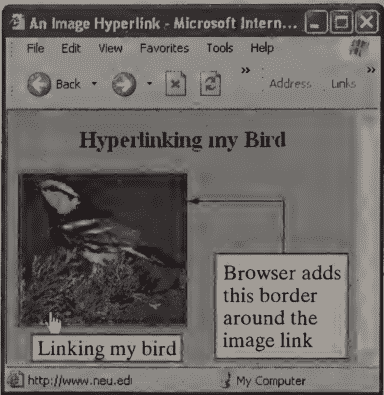 An Image Hyperlink - Microsoft Intern...
File Edit View Favorites Tools Help
Back Address Links
Hyperlinking my Bird
Browser adds
this border
around the
image link
Linking my bird
http://www.neu.edu My Computer